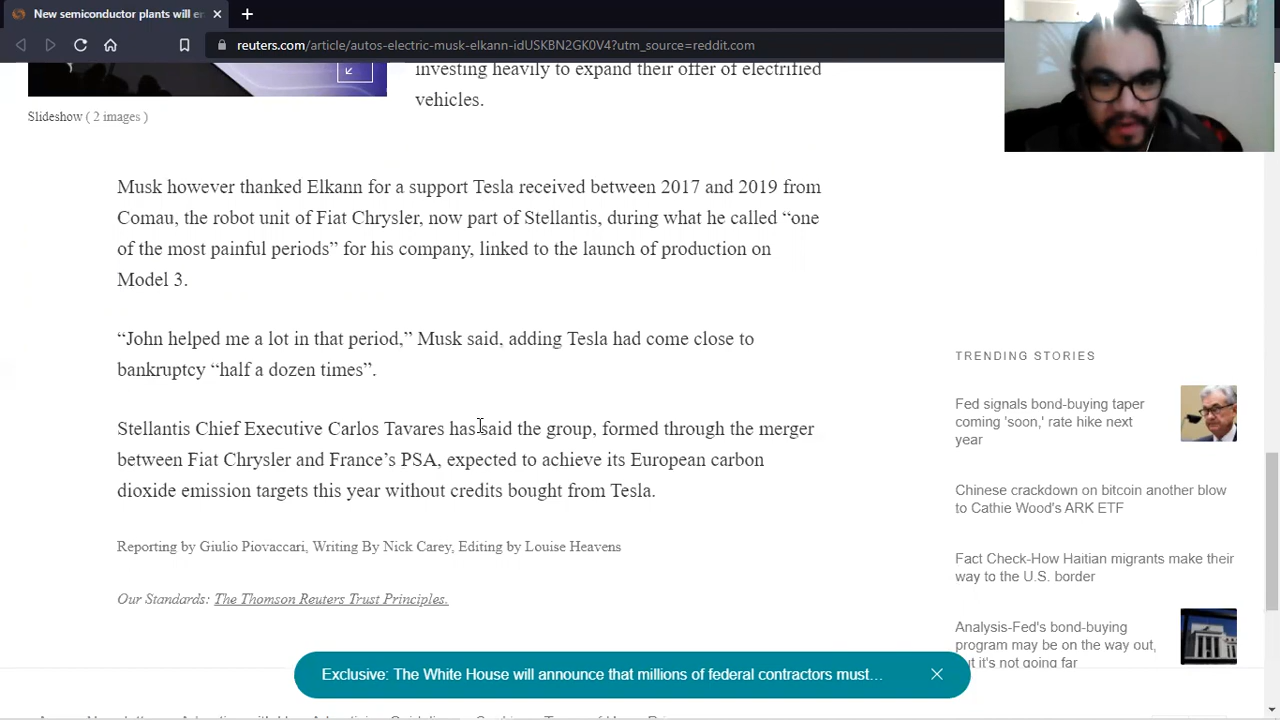 New semiconductor plants will e
reuters.com/article/autos-electric-musk-elkann-idUSKBN2GK0V4?utm_source=reddit.com
investing heavily to expand their offer of electrified
vehicles.
Slideshow ( 2 images )
Musk however thanked Elkann for a support Tesla received between 2017 and 2019 from
Comau, the robot unit of Fiat Chrysler, now part of Stellantis, during what he called “one
of the most painful periods” for his company, linked to the launch of production on
Model 3.
“John helped me a lot in that period,” Musk said, adding Tesla had come close to
bankruptcy “half a dozen times”.
Stellantis Chief Executive Carlos Tavares has said the group, formed through the merger
between Fiat Chrysler and France’s PSA, expected to achieve its European carbon
dioxide emission targets this year without credits bought from Tesla.
Reporting by Giulio Piovaccari, Writing By Nick Carey, Editing by Louise Heavens
Our Standards: The Thomson Reuters Trust Principles.
TRENDING STORIES
Fed signals bond-buying taper
coming 'soon,' rate hike next
year
Chinese crackdown on bitcoin another blow
to Cathie Wood's ARK ETF
Fact Check-How Haitian migrants make their
way to the U.S. border
Analysis-Fed's bond-buying
program may be on the way out,
but it's not going far
Exclusive: The White House will announce that millions of federal contractors must...